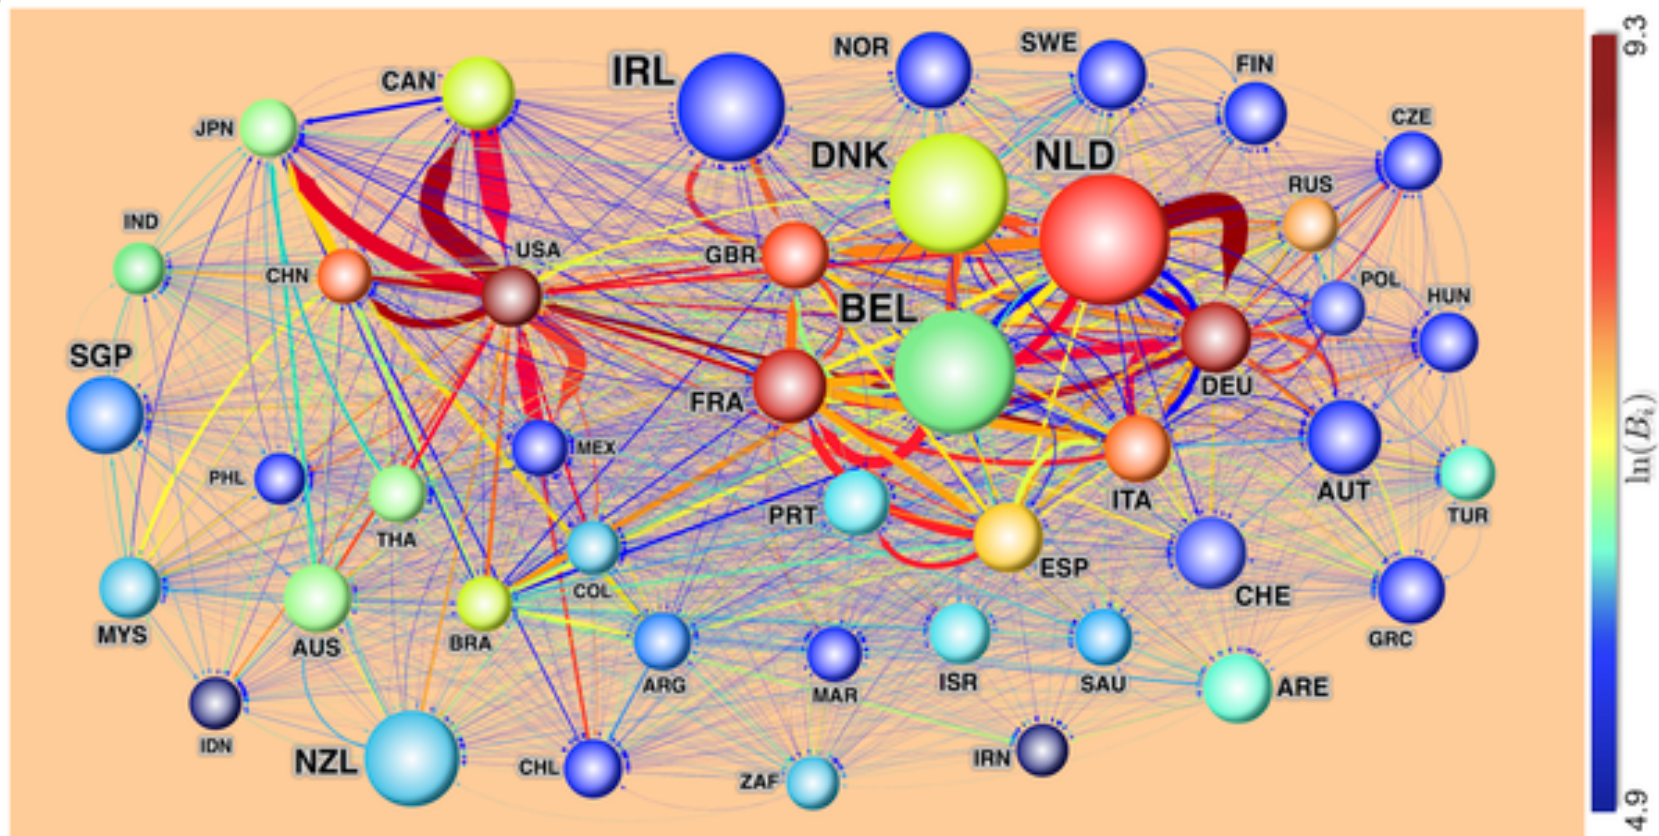 9.3
NOR
SWE
FIN
IRL
CAN
CZE
JPN
DNK
NLD
RUS
IND
USA
GBR
CHN
POL
HUN
BEL
SGP
DEU
FRA
ln(B_i)
MEX
PHL
AUT
ITA
PRT
TUR
THA
ESP
COL
CHE
MYS
AUS
BRA
GRC
ARG
MAR
ISR
SAU
ARE
IDN
NZL
CHL
ZAF
IRN
4.9